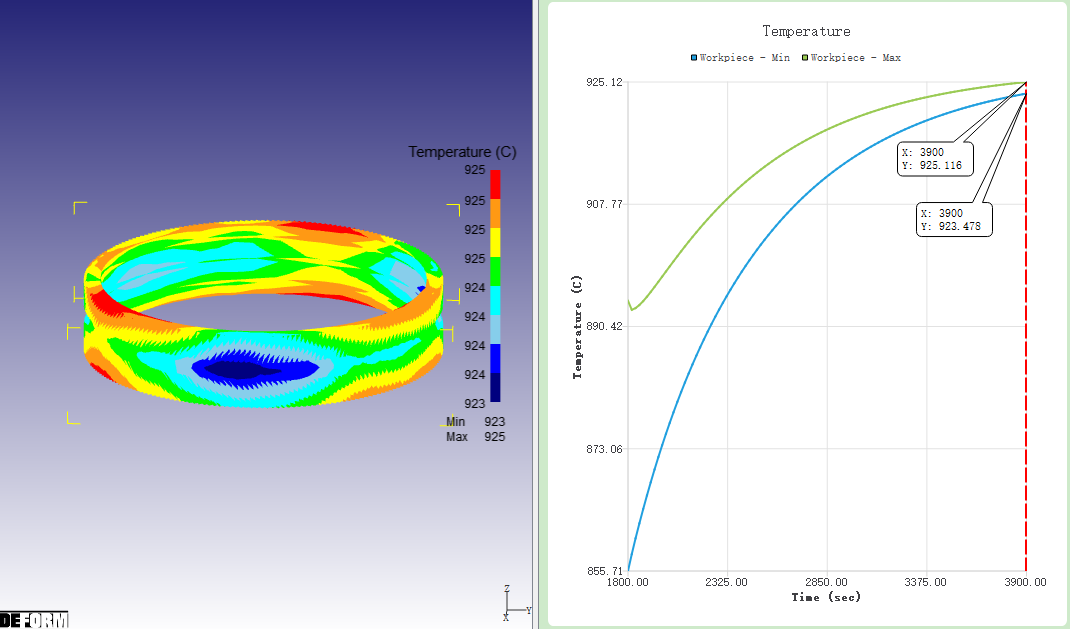 Temperature (C)
925
925
925
925
924
924
924
924
923
Min 923
Max 925
Z
Y
X
DEFORM
Temperature
Workpiece - Min Workpiece - Max
925.12
907.77
890.42
873.06
855.71
Temperature (C)
X: 3900
Y: 925.116
X: 3900
Y: 923.478
1800.00 2325.00 2850.00 3375.00 3900.00
Time (sec)